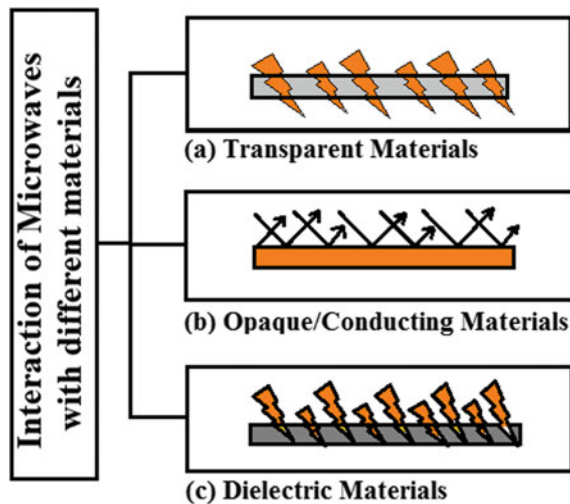 Interaction of Microwaves
with different materials
(a) Transparent Materials
(b) Opaque/Conducting Materials
(c) Dielectric Materials